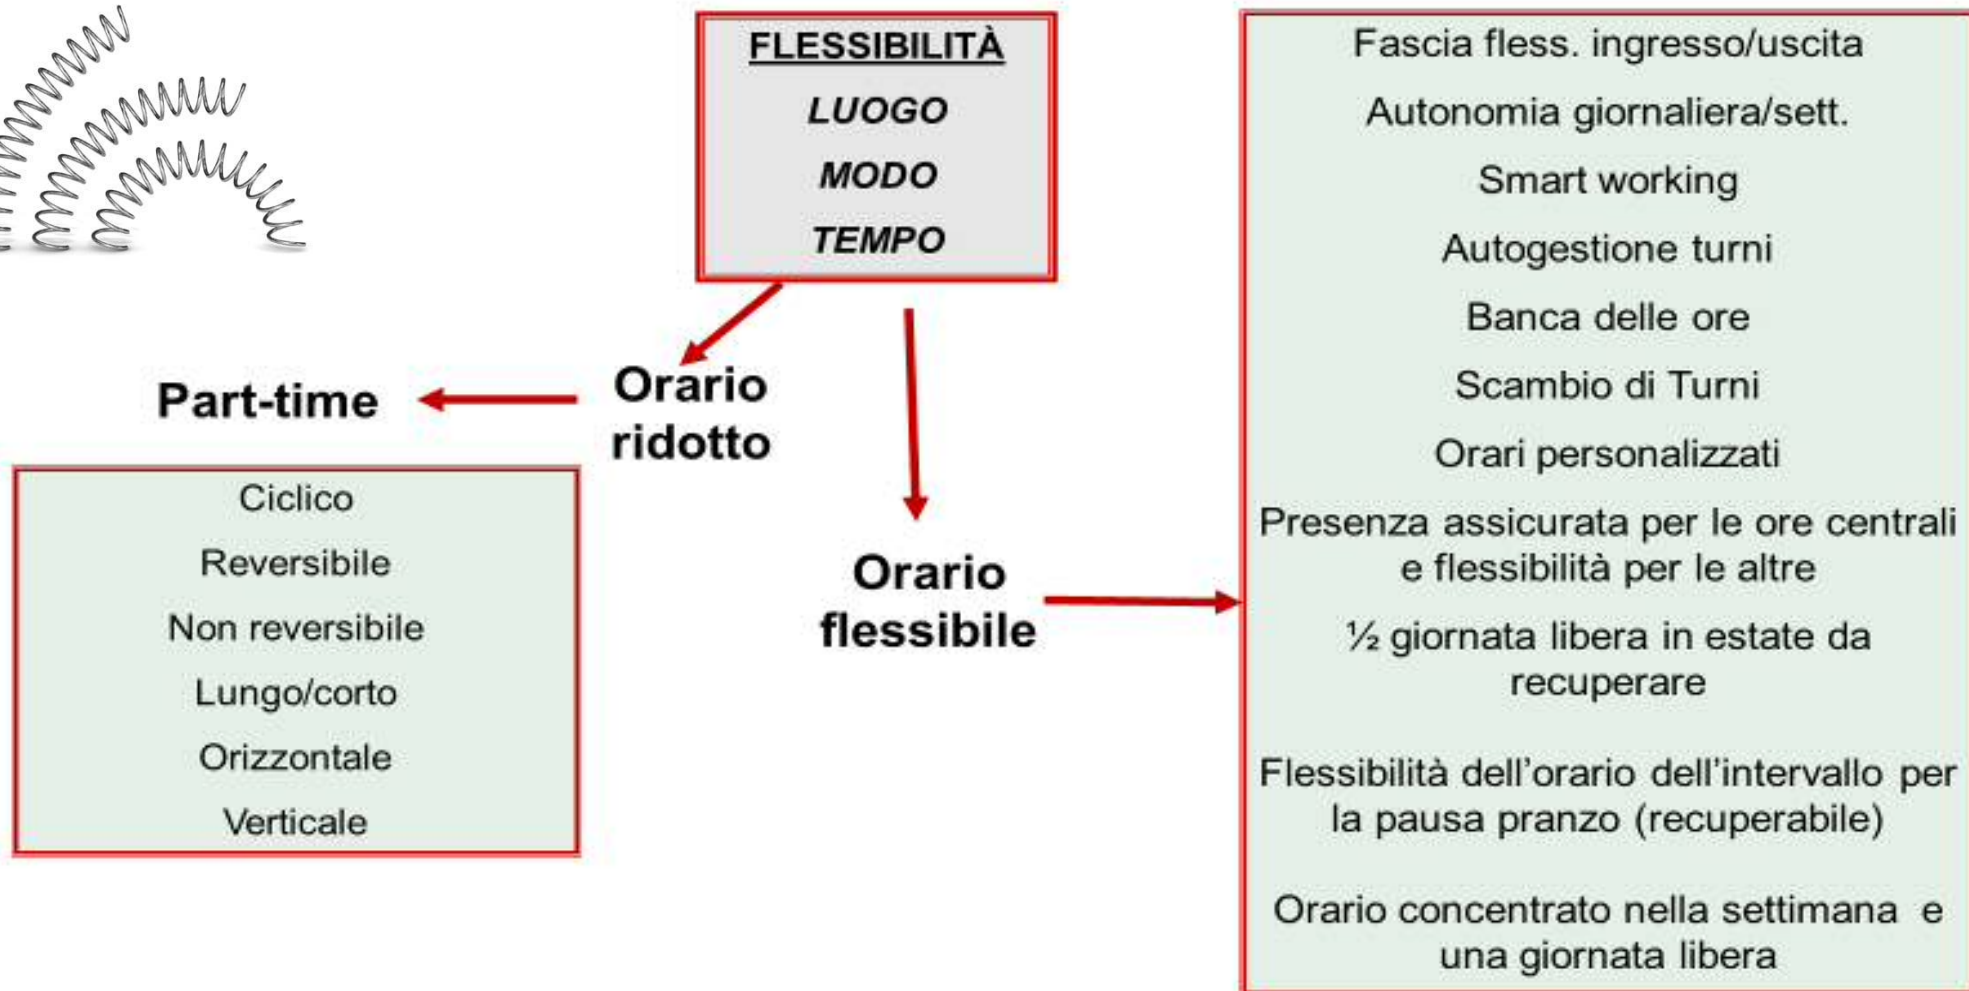 FLESSIBILITÀ
LUOGO
MODO
TEMPO
Orario
ridotto
Part-time
Ciclico
Reversibile
Non reversibile
Lungo/corto
Orizzontale
Verticale
Orario
flessibile
Fascia fless. ingresso/uscita
Autonomia giornaliera/sett.
Smart working
Autogestione turni
Banca delle ore
Scambio di Turni
Orari personalizzati
Presenza assicurata per le ore centrali
e flessibilità per le altre
½ giornata libera in estate da
recuperare
Flessibilità dell’orario dell’intervallo per
la pausa pranzo (recuperabile)
Orario concentrato nella settimana  e
una giornata libera